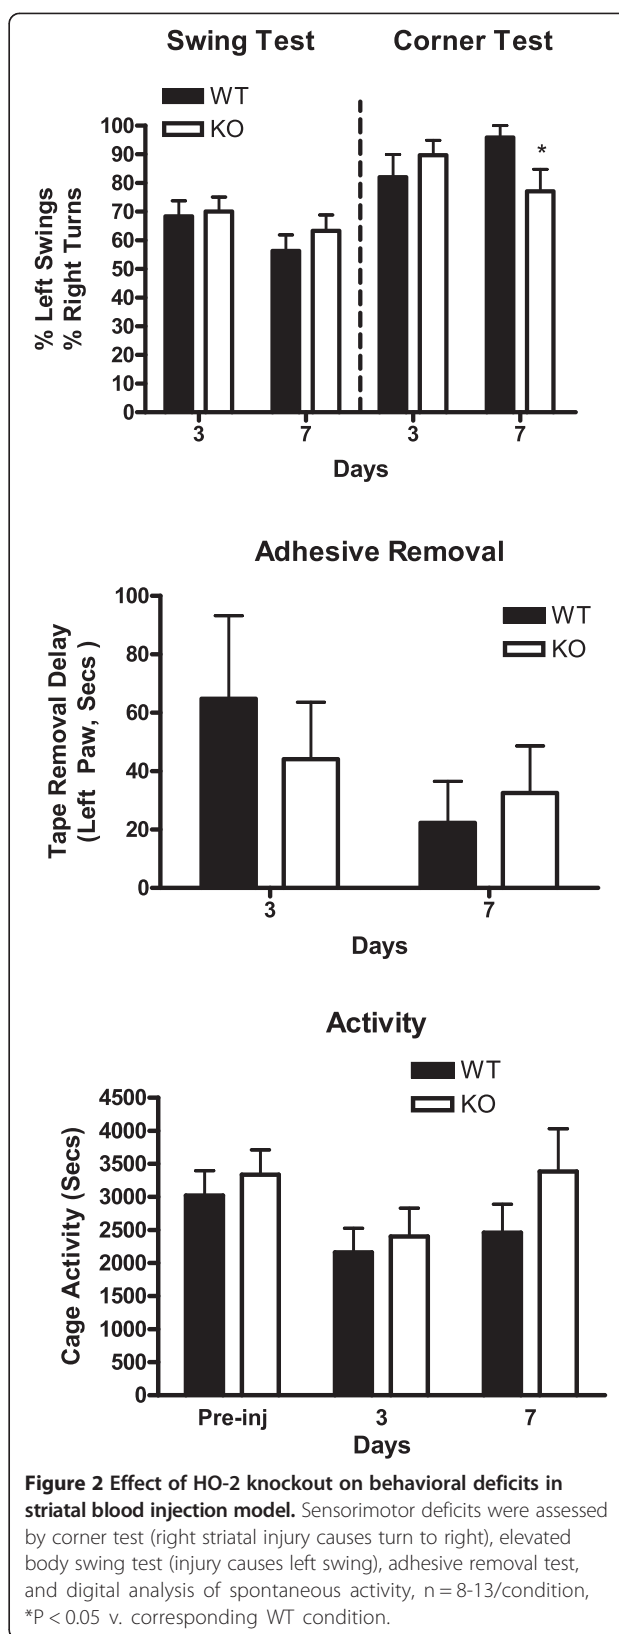 Swing Test Corner Test
WT
KO
100
90
80
70
60
50
40
30
20
10
0
% Left Swings
% Right Turns
*
3 7 3 7
Days
Adhesive Removal
WT
KO
100
80
60
40
20
0
Tape Removal Delay
(Left Paw, Secs )
3 7
Days
Activity
WT
KO
4500
4000
3500
3000
2500
2000
1500
1000
500
0
Cage Activity (Secs)
Pre-inj 3 7
Days
Figure 2 Effect of HO-2 knockout on behavioral deficits in
striatal blood injection model. Sensorimotor deficits were assessed
by corner test (right striatal injury causes turn to right), elevated
body swing test (injury causes left swing), adhesive removal test,
and digital analysis of spontaneous activity, n = 8-13/condition,
*P < 0.05 v. corresponding WT condition.